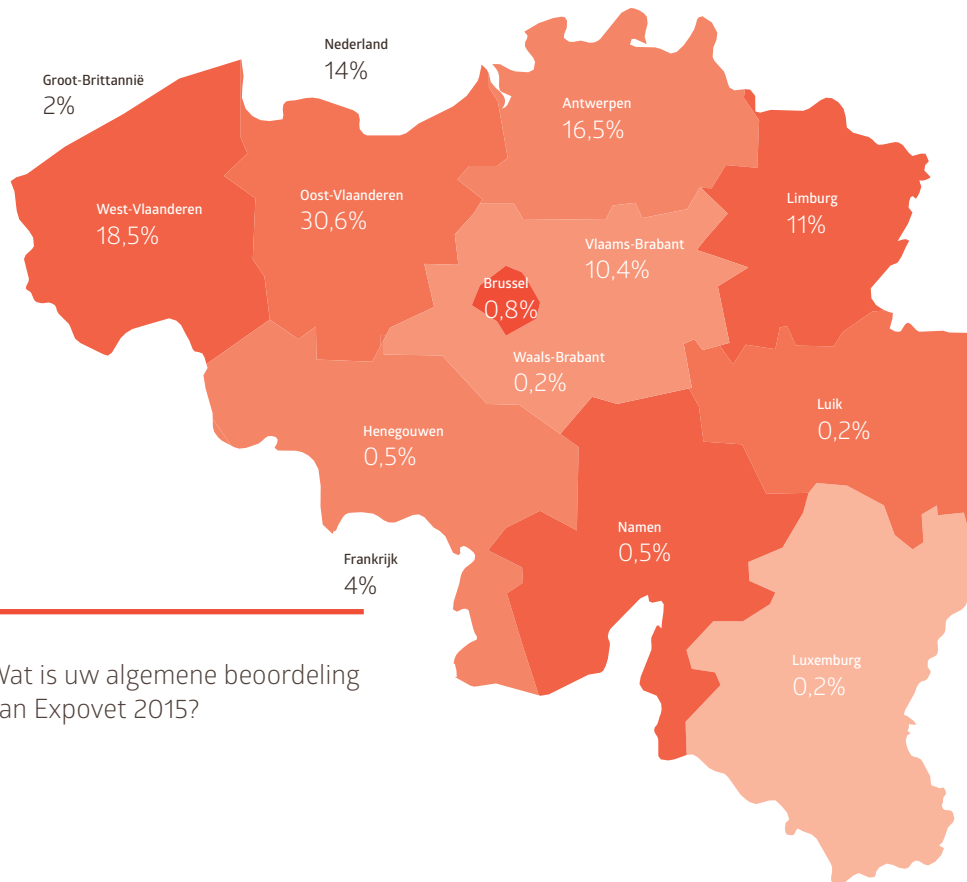 Nederland
14%
Groot-Brittannië
2%
Antwerpen
16,5%
West-Vlaanderen
18,5%
Oost-Vlaanderen
30,6%
Limburg
11%
Vlaams-Brabant
10,4%
Brussel
0,8%
Waals-Brabant
0,2%
Luik
0,2%
Henegouwen
0,5%
Namen
0,5%
Frankrijk
4%
Luxemburg
0,2%
Wat is uw algemene beoordeling
van Expovet 2015?